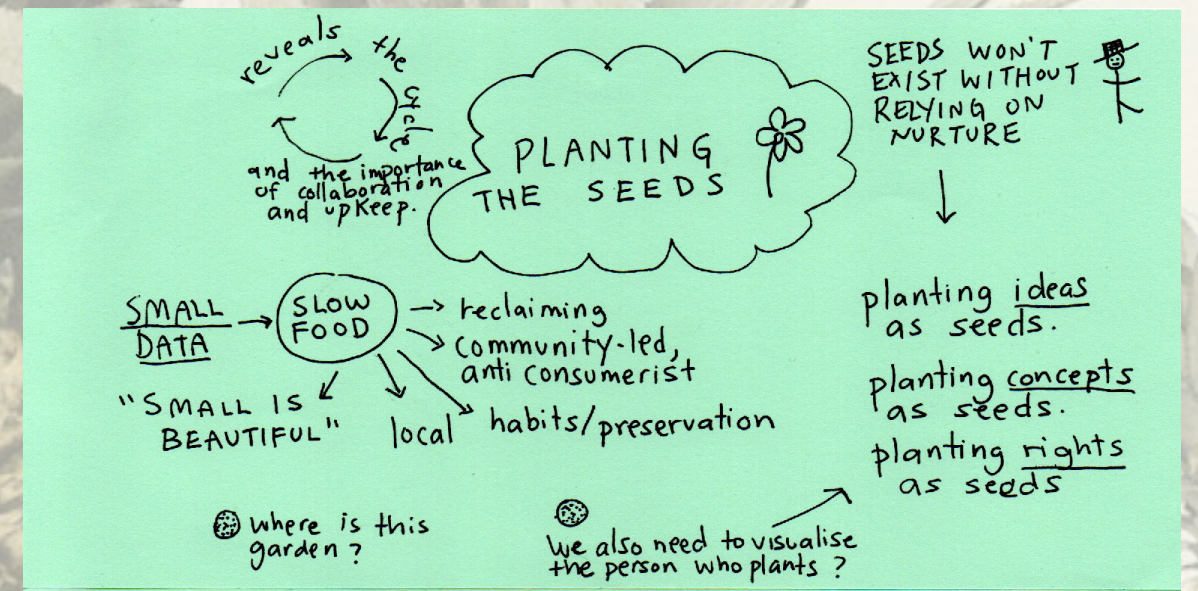 reveals the
and the importance
of collaboration
and upkeep.
PLANTING
THE SEEDS
SEEDS WON'T
EXIST WITHOUT
RELYING ON
NURTURE
SMALL
DATA
SLOW
FOOD
reclaiming
community-led,
anti consumerist
habits/preservation
local
"SMALL IS
BEAUTIFUL"
planting ideas
as seeds.
planting concepts
as seeds.
planting rights
as seeds
where is this
garden?
We also need to visualise
the person who plants?